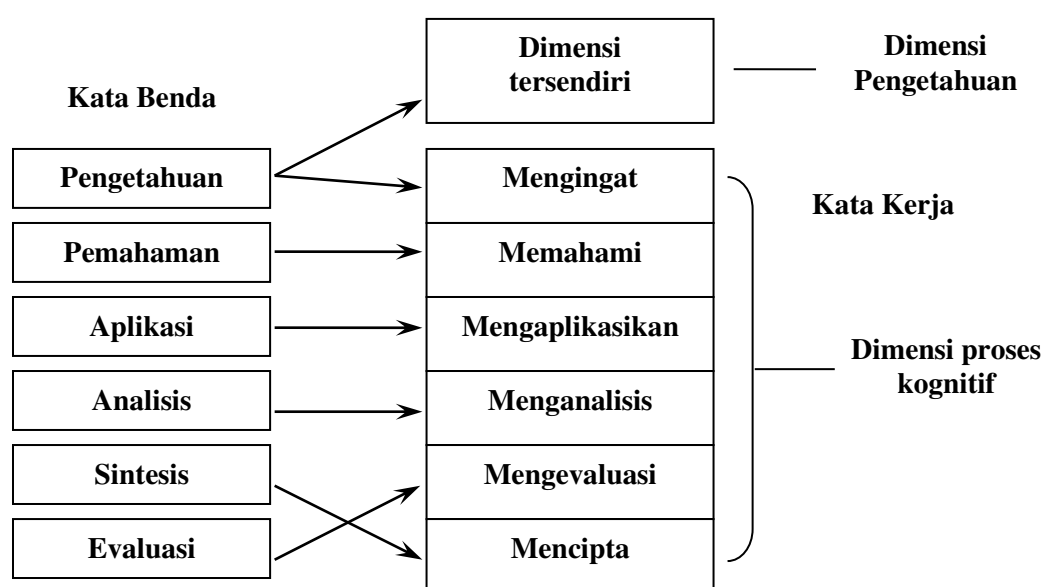 Kata Benda
Pengetahuan
Pemahaman
Aplikasi
Analisis
Sintesis
Evaluasi
Dimensi
tersendiri
Mengingat
Memahami
Mengaplikasikan
Menganalisis
Mengevaluasi
Mencipta
Dimensi
Pengetahuan
Kata Kerja
Dimensi proses
kognitif